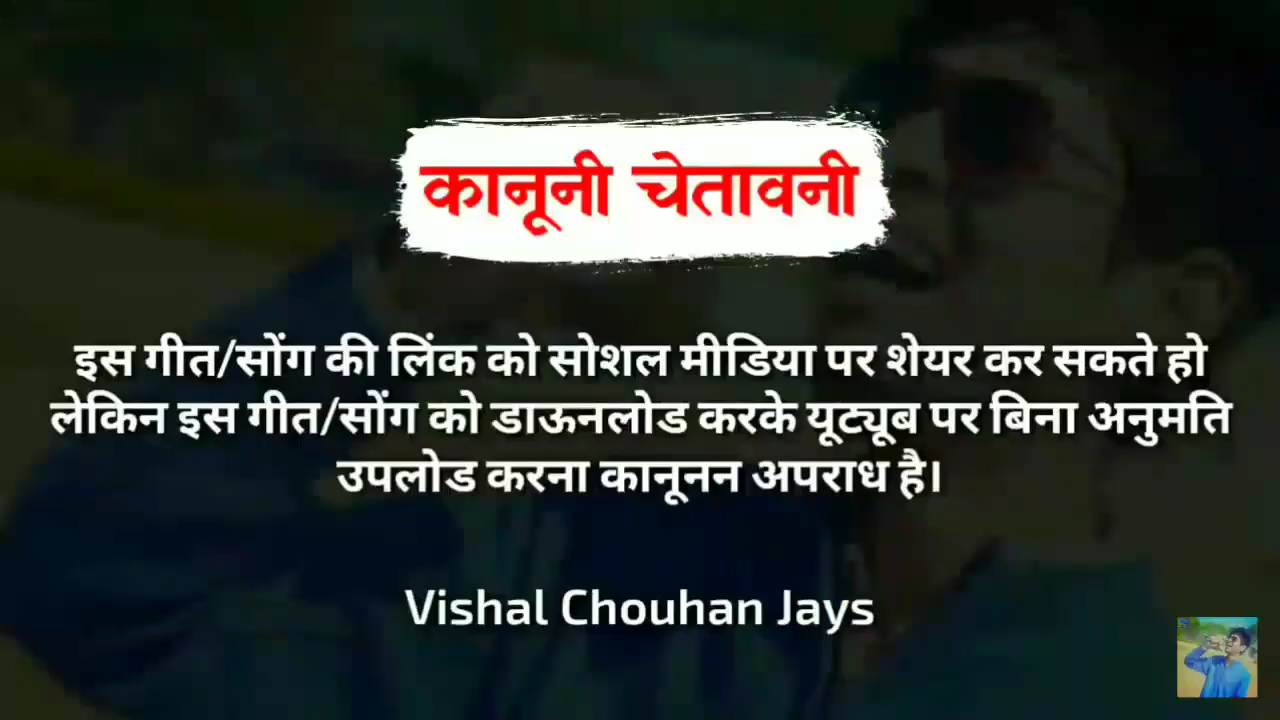 कानूनी चेतावनी
इस गीत/सोंग की लिंक को सोशल मीडिया पर शेयर कर सकते हो
लेकिन इस गीत/सोंग को डाऊनलोड करके यूट्यूब पर बिना अनुमति
उपलोड करना कानूनन अपराध है।
Vishal Chouhan Jays